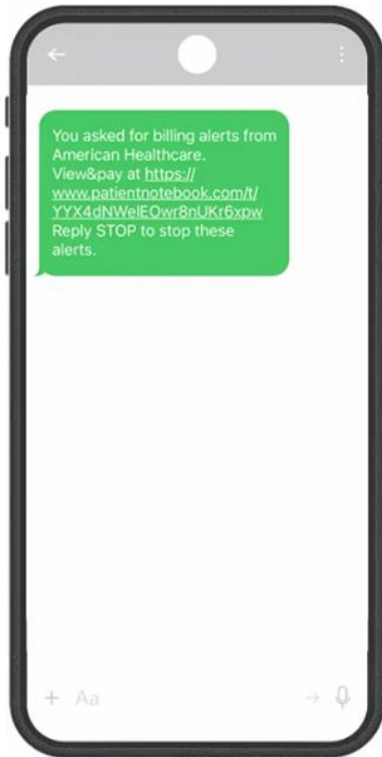 You asked for billing alerts from
American Healthcare.
View&pay at https://
www.patientnotebook.com/t/
YYX4dNWelEOwr8nUKr6xpw
Reply STOP to stop these
alerts.
Aa